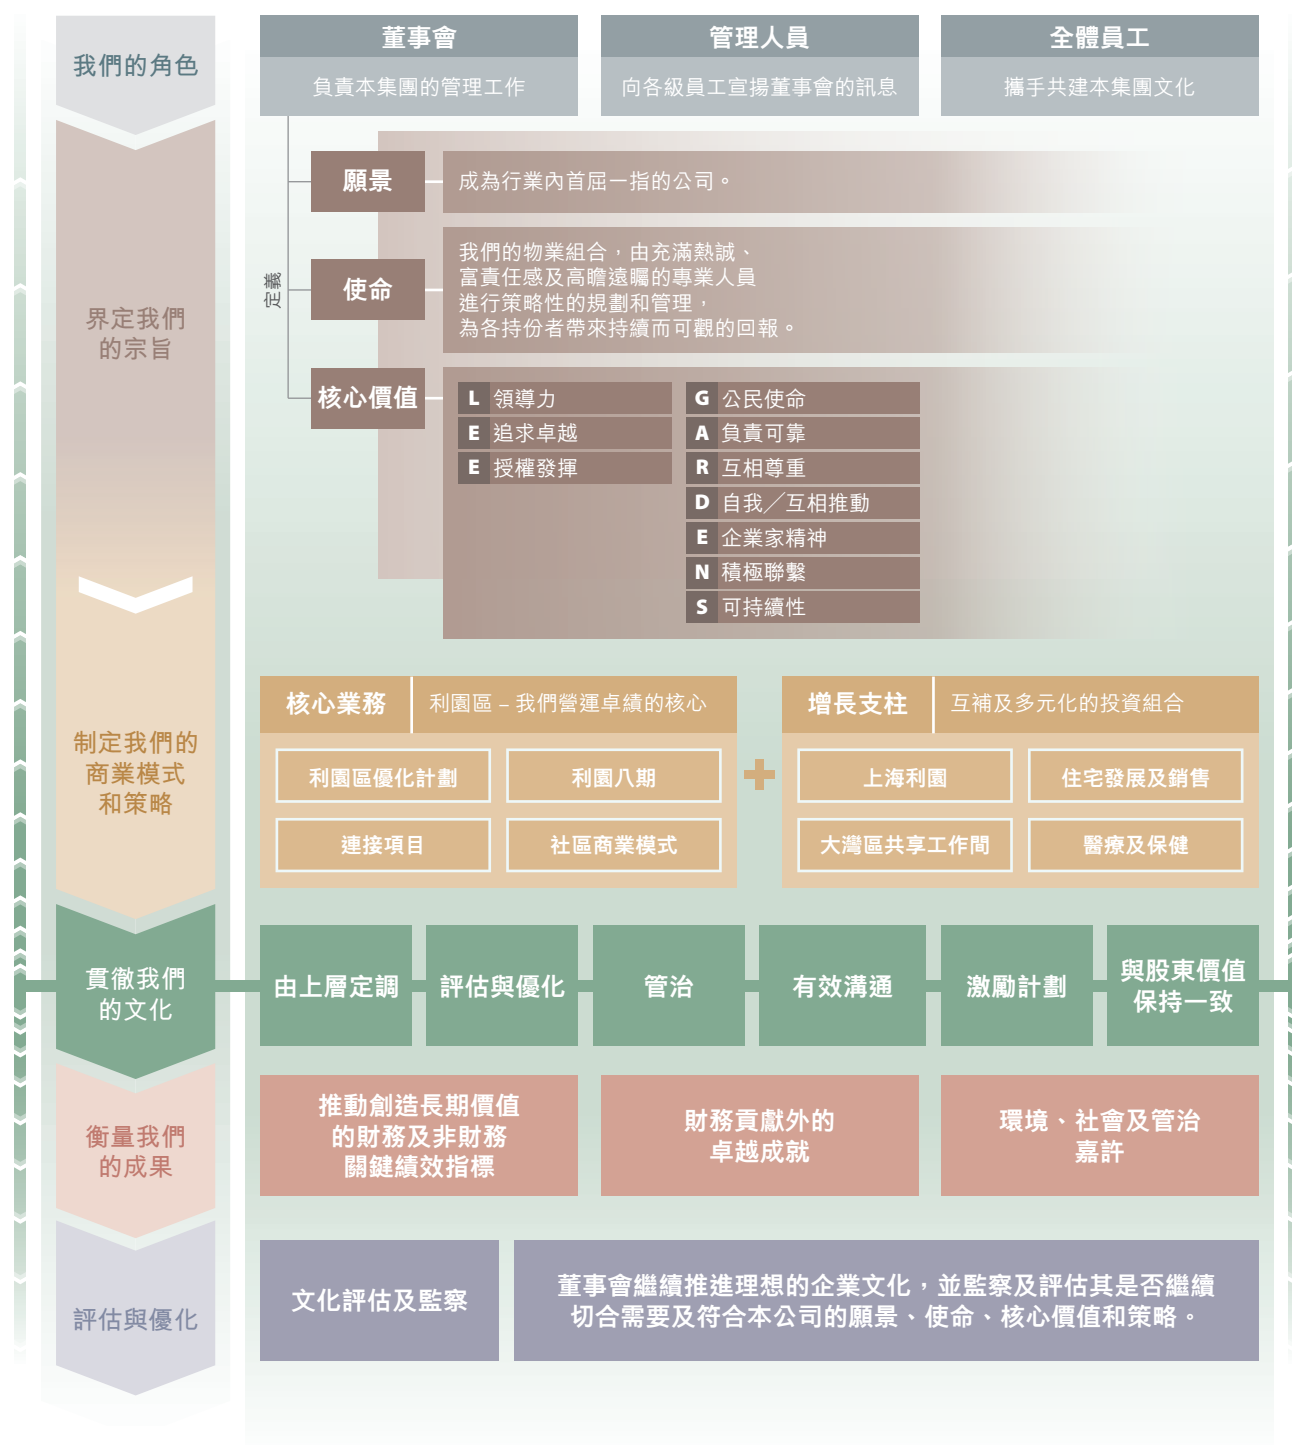 我們的角色
董事會
負責本集團的管理工作
管理人員
向各級員工宣揚董事會的訊息
全體員工
攜手共建本集團文化
界定我們
的宗旨
定義
願景
成為行業內首屈一指的公司。
使命
我們的物業組合，由充滿熱誠、
富責任感及高瞻遠矚的專業人員
進行策略性的規劃和管理，
為各持份者帶來持續而可觀的回報。
核心價值
L 領導力
E 追求卓越
E 授權發揮
G 公民使命
A 負責可靠
R 互相尊重
D 自我╱互相推動
E 企業家精神
N 積極聯繫
S 可持續性
制定我們的
商業模式
和策略
核心業務
利園區 – 我們營運卓績的核心
利園區優化計劃
利園八期
連接項目
社區商業模式
增長支柱
互補及多元化的投資組合
上海利園
住宅發展及銷售
大灣區共享工作間
醫療及保健
貫徹我們
的文化
由上層定調
評估與優化
管治
有效溝通
激勵計劃
與股東價值
保持一致
衡量我們
的成果
推動創造長期價值
的財務及非財務
關鍵績效指標
財務貢獻外的
卓越成就
環境、社會及管治
嘉許
評估與優化
文化評估及監察
董事會繼續推進理想的企業文化，並監察及評估其是否繼續
切合需要及符合本公司的願景、使命、核心價值和策略。